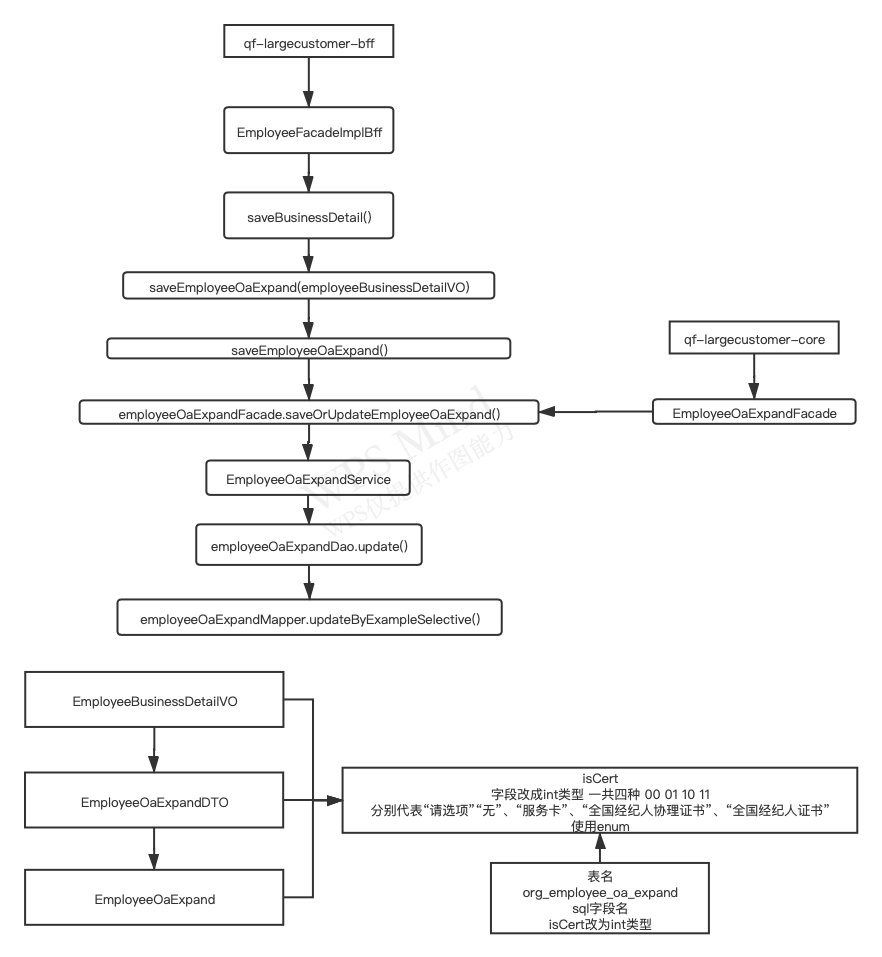 qf-largecustomer-bff
EmployeeFacadeImplBff
saveBusinessDetail()
saveEmployeeOaExpand(employeeBusinessDetailVO)
saveEmployeeOaExpand()
qf-largecustomer-core
employeeOaExpandFacade.saveOrUpdateEmployeeOaExpand()
EmployeeOaExpandFacade
WPS Mind
WPS仅提供作图能力
EmployeeOaExpandService
employeeOaExpandDao.update()
employeeOaExpandMapper.updateByExampleSelective()
EmployeeBusinessDetailVO
EmployeeOaExpandDTO
EmployeeOaExpand
isCert
字段改成int类型 一共四种 00 01 10 11
分别代表“请选项”“无”、“服务卡”、“全国经纪人协理证书”、“全国经纪人证书”
使用enum
表名
org_employee_oa_expand
sql字段名
isCert改为int类型